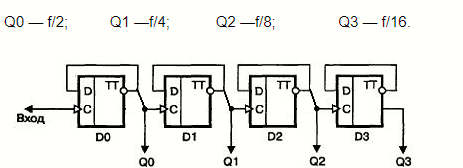 Q0 — f/2; Q1 —f/4; Q2 —f/8; Q3 — f/16.
D TT D TT D TT D TT
C C C C
Вход D0 D1 D2 D3
Q0 Q1 Q2 Q3